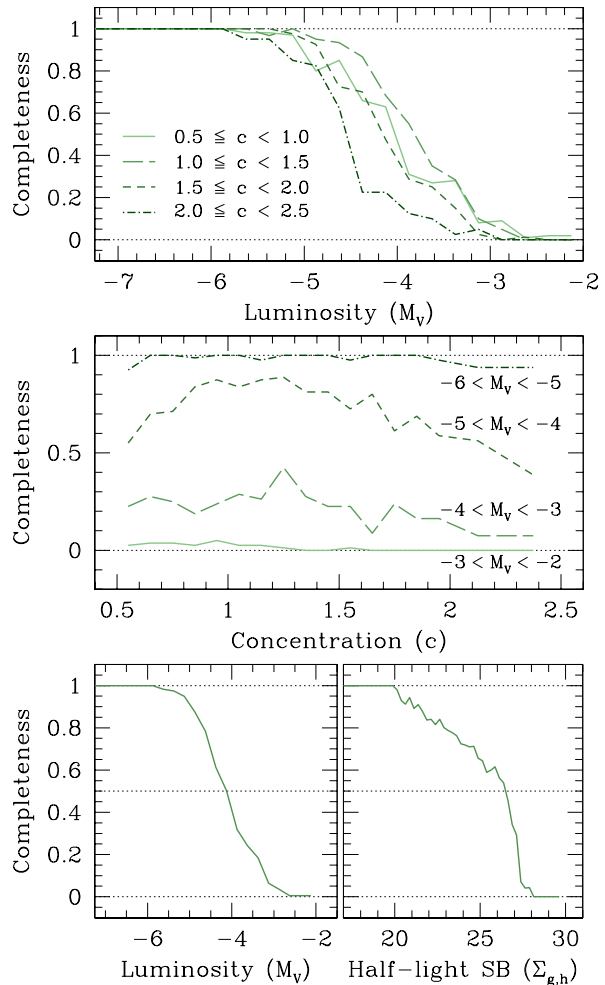 1
0.8
0.6
0.4
0.2
0
Completeness
0.5 ≦ c < 1.0
1.0 ≦ c < 1.5
1.5 ≦ c < 2.0
2.0 ≦ c < 2.5
−7 −6 −5 −4 −3 −2
Luminosity (M_V)
1
0.5
0
Completeness
−6 < M_V < −5
−5 < M_V < −4
−4 < M_V < −3
−3 < M_V < −2
0.5 1 1.5 2 2.5
Concentration (c)
1
0.8
0.6
0.4
0.2
0
Completeness
−6 −4 −2
Luminosity (M_V)
20 25 30
Half−light SB (Σ_g,h)